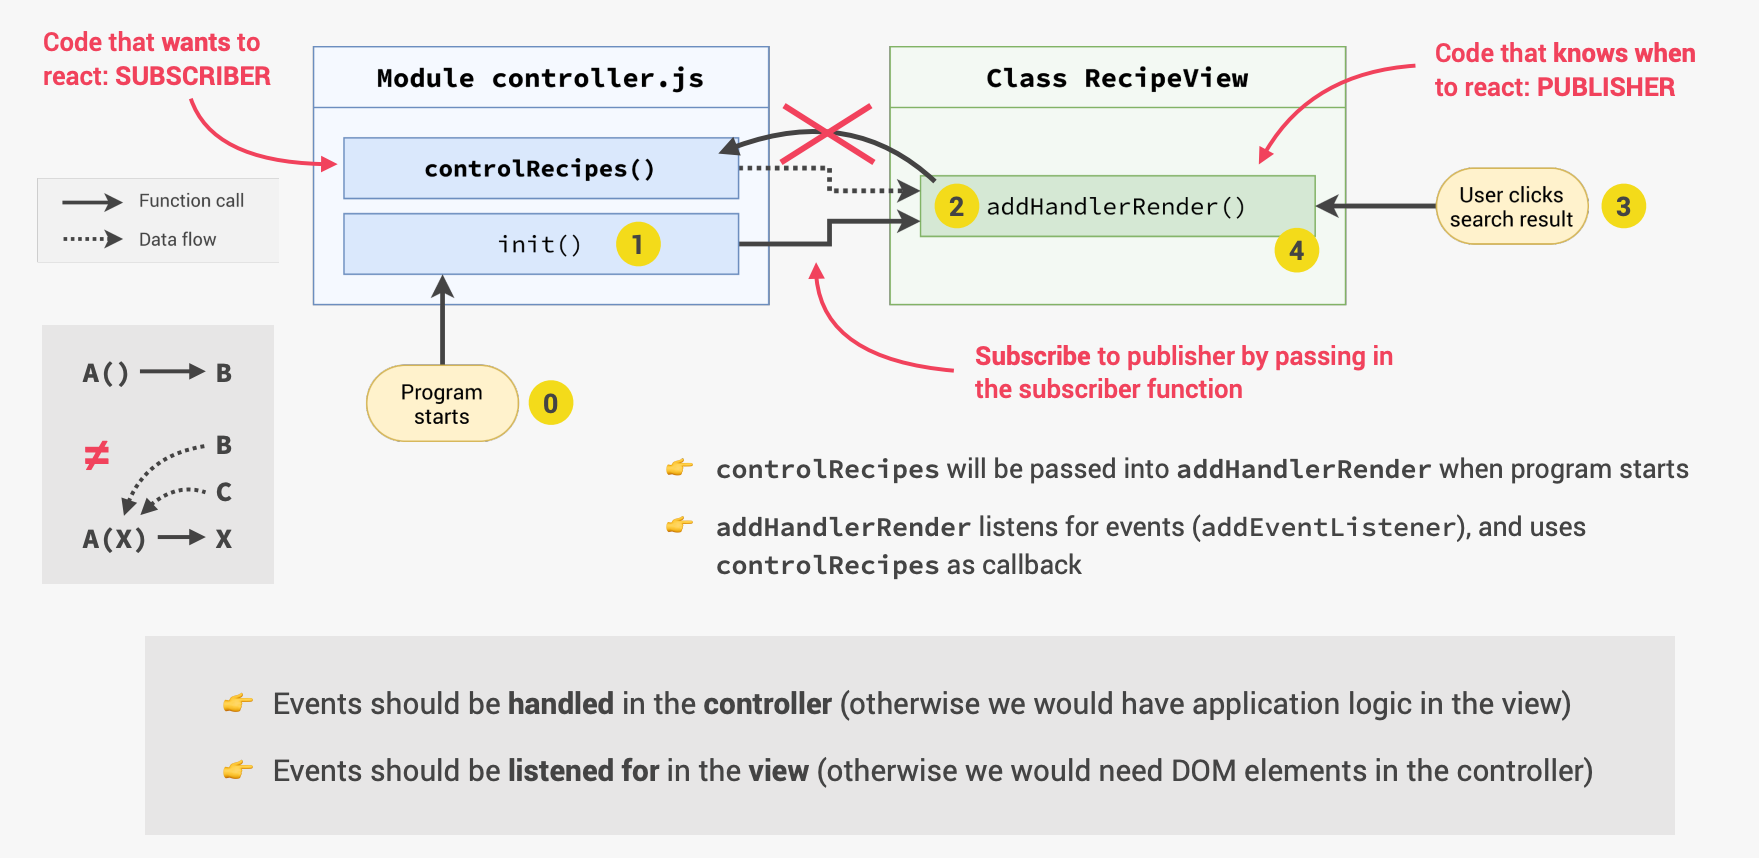 Code that wants to
react: SUBSCRIBER
Module controller.js
Class RecipeView
Code that knows when
to react: PUBLISHER
controlRecipes()
Function call
Data flow
init()
1
2
addHandlerRender()
4
User clicks
search result
3
Program
starts
0
Subscribe to publisher by passing in
the subscriber function
A() B
≠
B
C
A(X) X
👉 controlRecipes will be passed into addHandlerRender when program starts
👉 addHandlerRender listens for events (addEventListener), and uses
controlRecipes as callback
👉 Events should be handled in the controller (otherwise we would have application logic in the view)
👉 Events should be listened for in the view (otherwise we would need DOM elements in the controller)